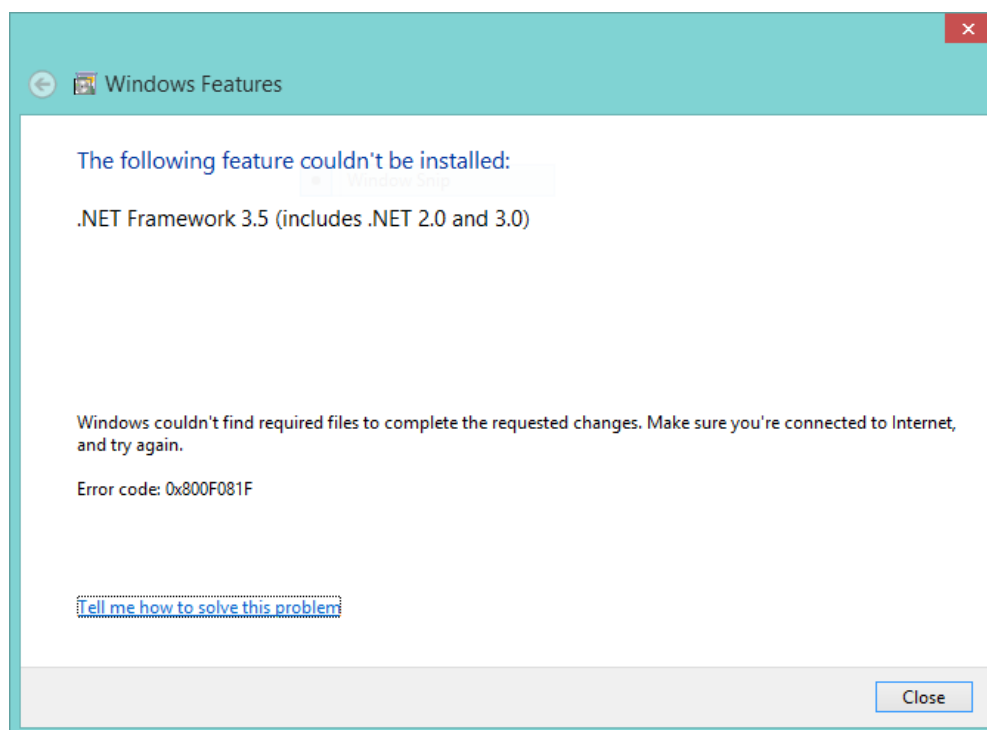 Windows Features
The following feature couldn't be installed:
Window Snip
.NET Framework 3.5 (includes .NET 2.0 and 3.0)
Windows couldn't find required files to complete the requested changes. Make sure you're connected to Internet,
and try again.
Error code: 0x800F081F
Tell me how to solve this problem
Close